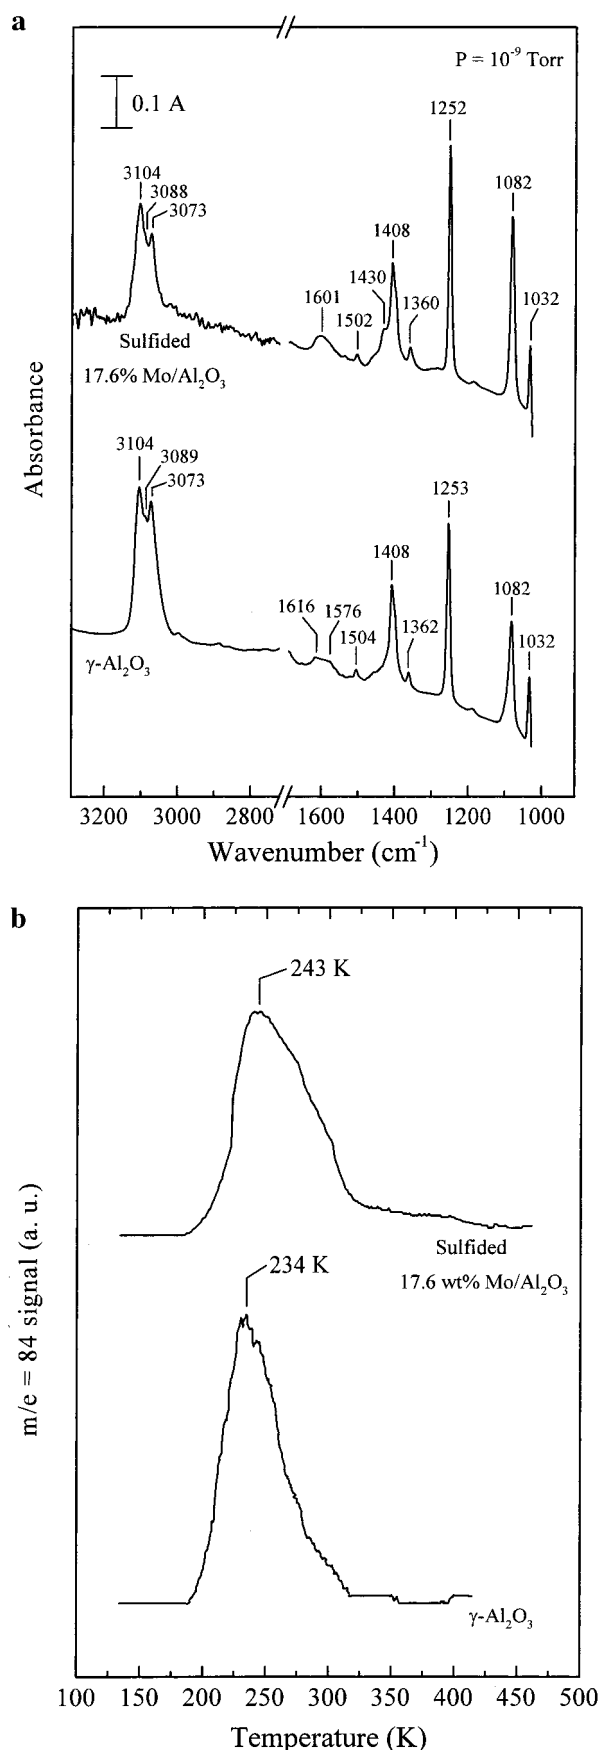 a
P = 10⁻⁹ Torr
0.1 A
1252
3104
3088
3073
1082
1408
1430
1601
1360
1032
1502
Sulfided
17.6% Mo/Al₂O₃
Absorbance
3104
3089
3073
1253
1408
1082
1616
1576
1504
1362
1032
γ-Al₂O₃
3200 3000 2800 1600 1400 1200 1000
Wavenumber (cm⁻¹)
b
243 K
Sulfided
17.6 wt% Mo/Al₂O₃
234 K
m/e = 84 signal (a. u.)
γ-Al₂O₃
100 150 200 250 300 350 400 450 500
Temperature (K)